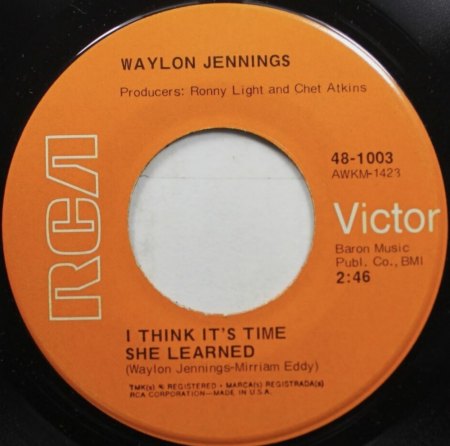 WAYLON JENNINGS
Producers: Ronny Light and Chet Atkins
RCA
48-1003
AWKM-1423
Victor
Baron Music
Publ. Co., BMI
2:46
I THINK IT'S TIME
SHE LEARNED
(Waylon Jennings-Mirriam Eddy)
TMK(s) ® REGISTERED • MARCA(s) REGISTRADA(s)
RCA CORPORATION—MADE IN U.S.A.